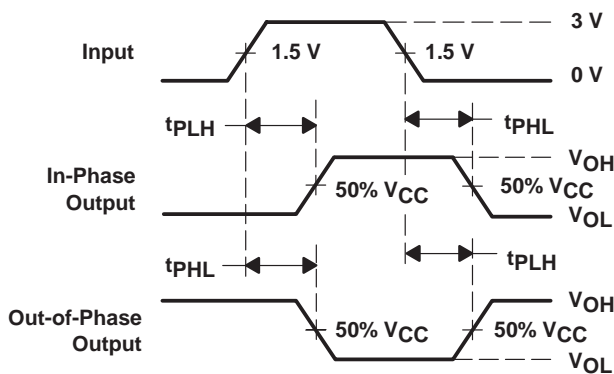 3 V
Input
1.5 V
1.5 V
0 V
tPLH
tPHL
VOH
In-Phase
Output
50% VCC
50% VCC
VOL
tPHL
tPLH
VOH
Out-of-Phase
Output
50% VCC
50% VCC
VOL